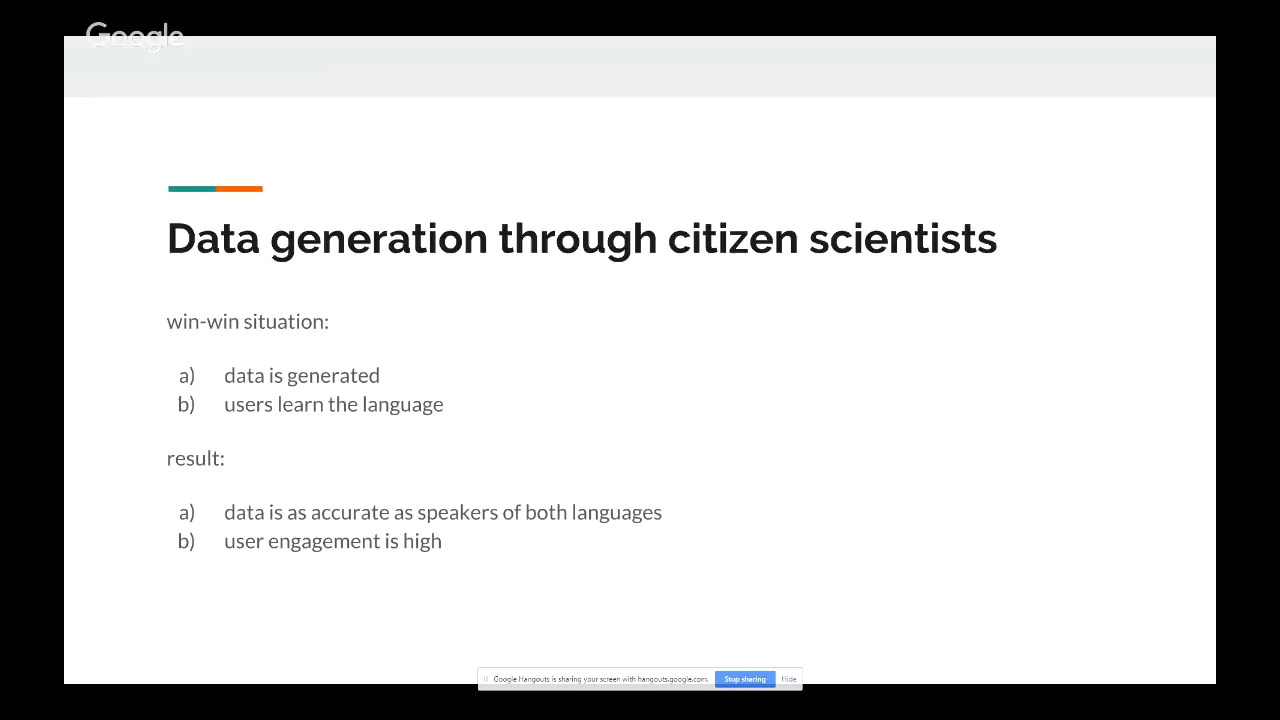 Google
Data generation through citizen scientists
win-win situation:
a) data is generated
b) users learn the language
result:
a) data is as accurate as speakers of both languages
b) user engagement is high
Google Hangouts is sharing your screen with hangouts.google.com. Stop sharing Hide